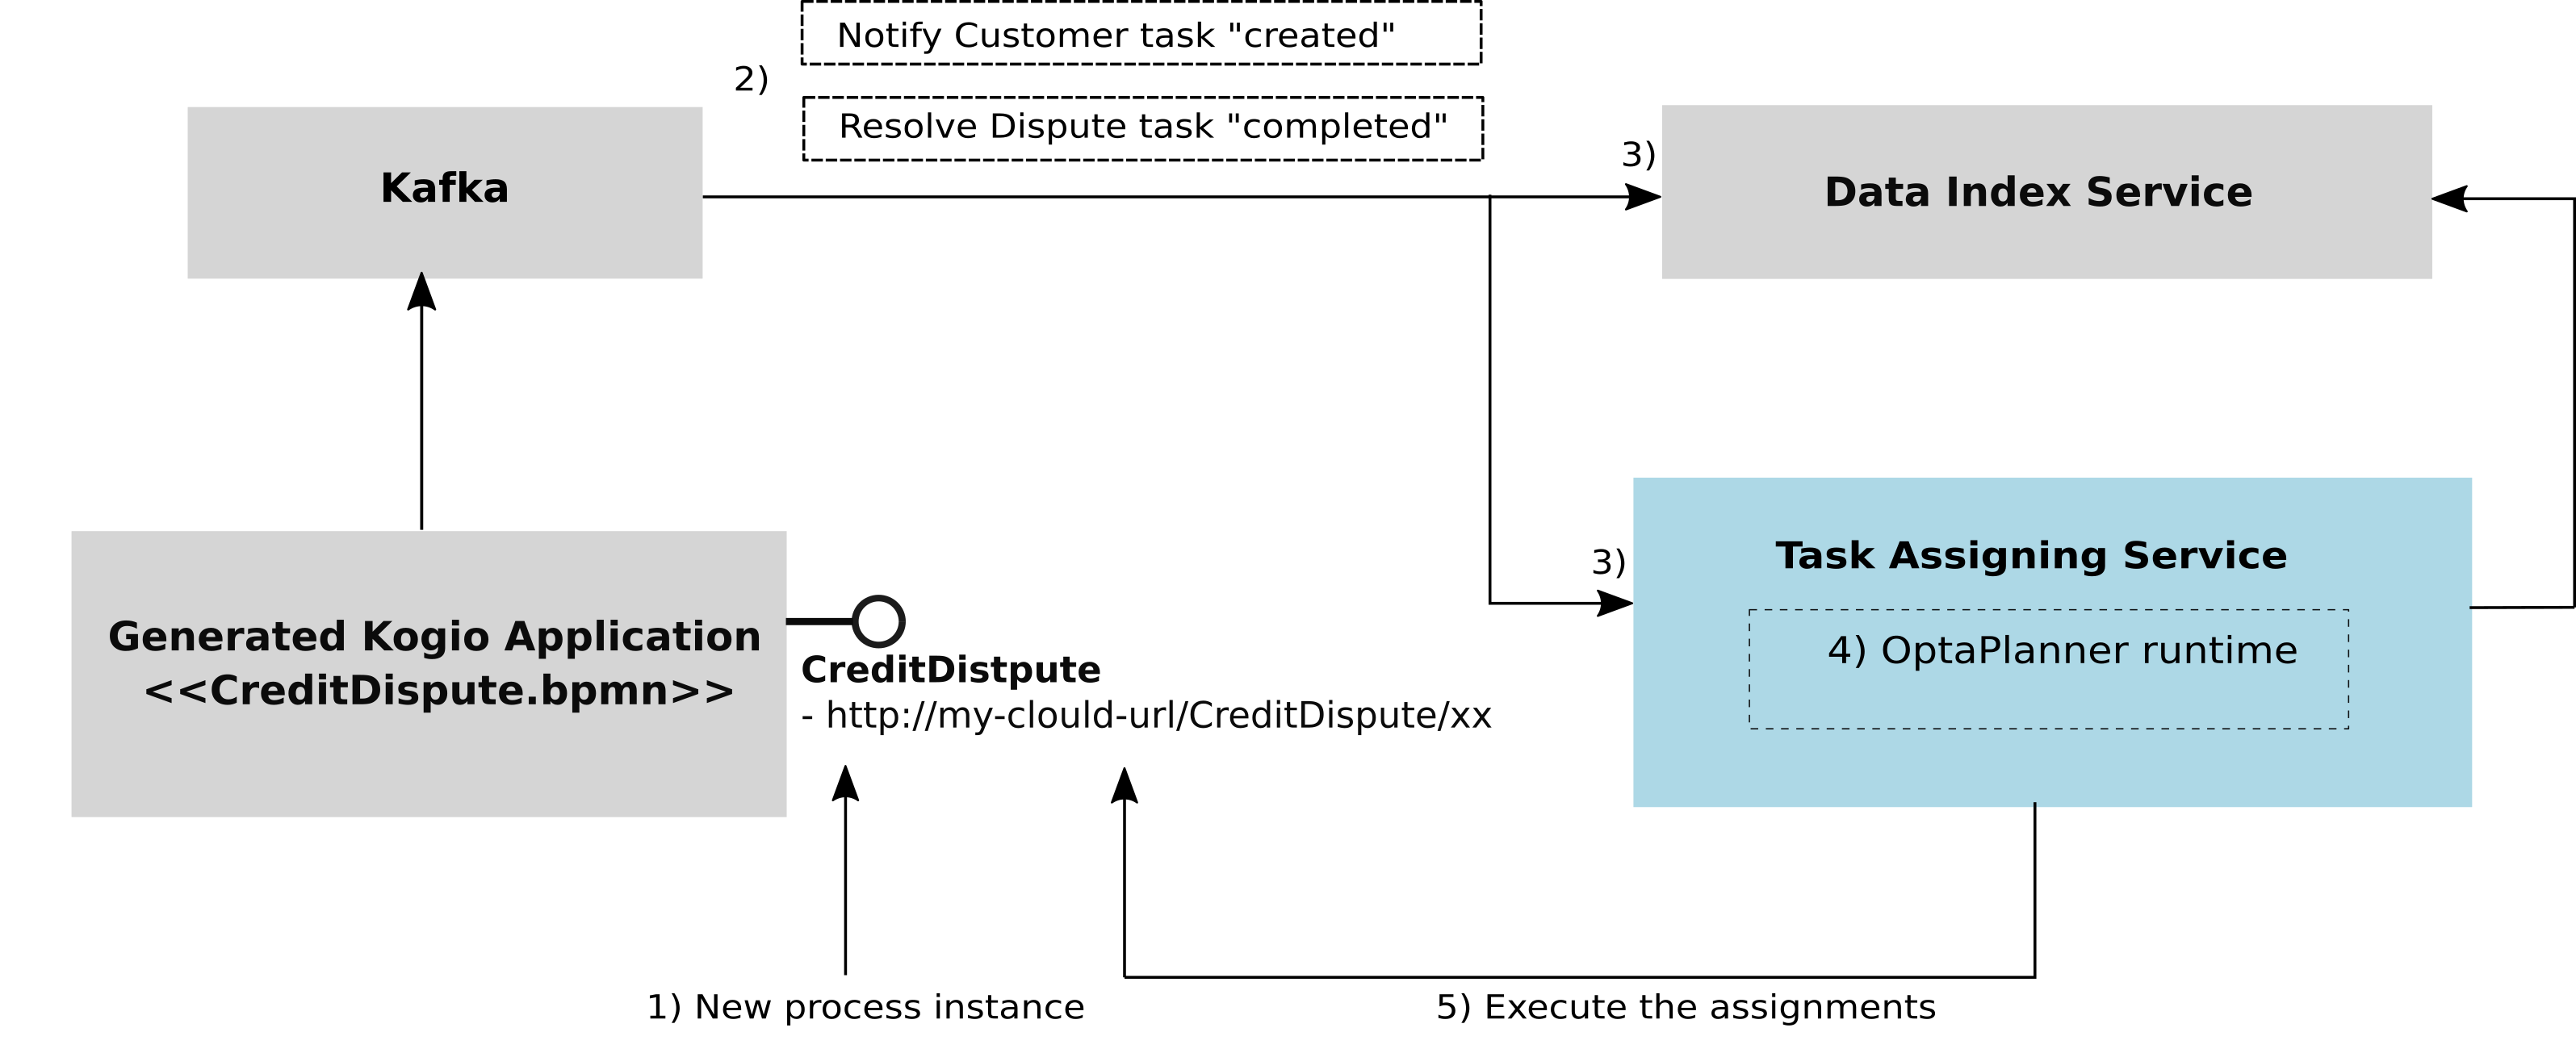 Notify Customer task "created"
2)
Resolve Dispute task "completed"
Kafka
3)
Data Index Service
3)
Task Assigning Service
4) OptaPlanner runtime
Generated Kogio Application
<<CreditDispute.bpmn>>
CreditDistpute
- http://my-clould-url/CreditDispute/xx
1) New process instance
5) Execute the assignments